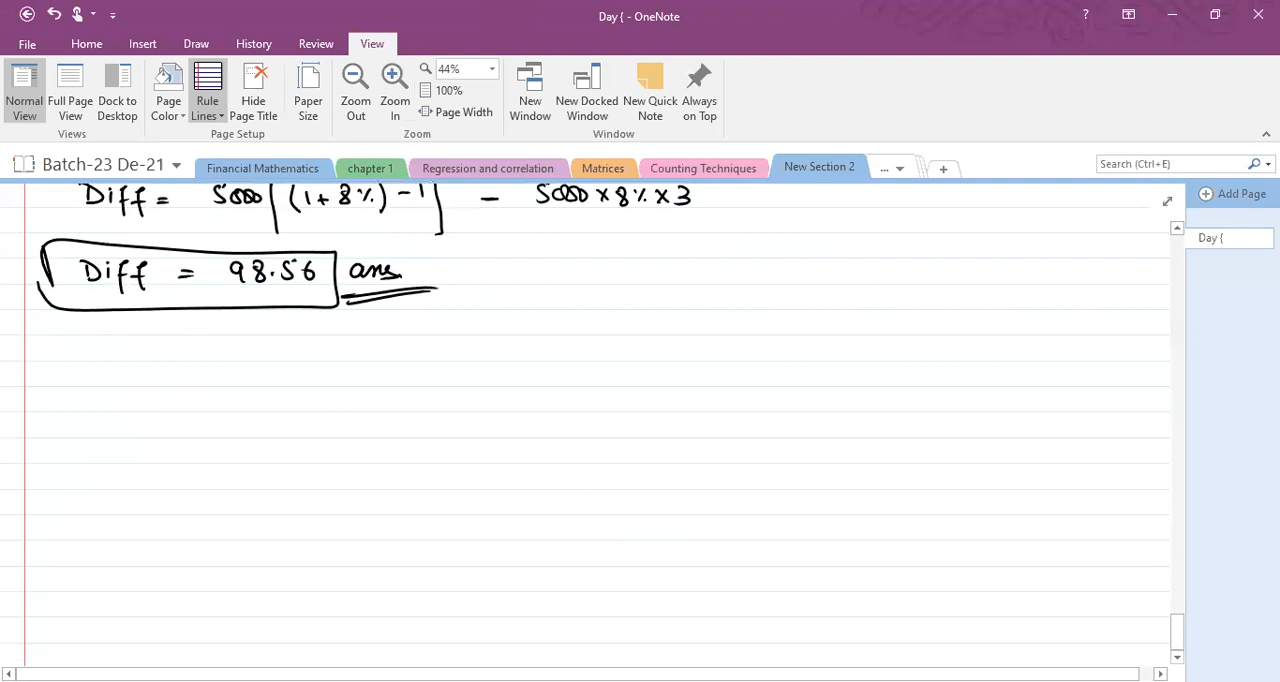 Day { - OneNote
?
File Home Insert Draw History Review View
Normal View
Full Page View
Dock to Desktop
Page Color
Rule Lines
Hide Page Title
Paper Size
Zoom Out
Zoom In
44%
100%
Page Width
New Window
New Docked Window
New Quick Note
Always on Top
Views Page Setup Zoom Window
Batch-23 De-21 Financial Mathematics chapter 1 Regression and correlation Matrices Counting Techniques New Section 2 ... + Search (Ctrl+E)
Add Page
Day {
Diff = 5000[(1+8%) -1] - 5000×8%×3
Diff = 98.56 ans